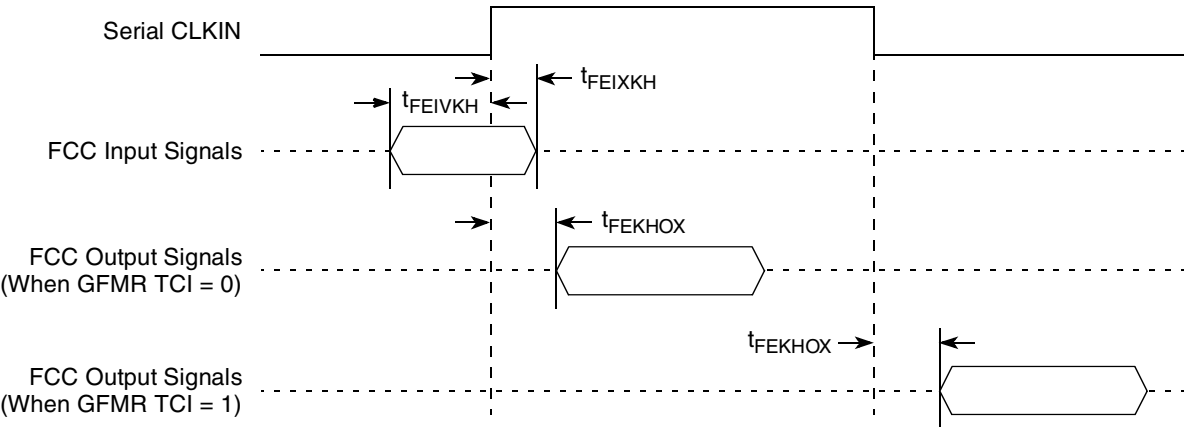 Serial CLKIN
tFEIXKH
tFEIVKH
FCC Input Signals
tFEKHOX
FCC Output Signals
(When GFMR TCI = 0)
tFEKHOX
FCC Output Signals
(When GFMR TCI = 1)